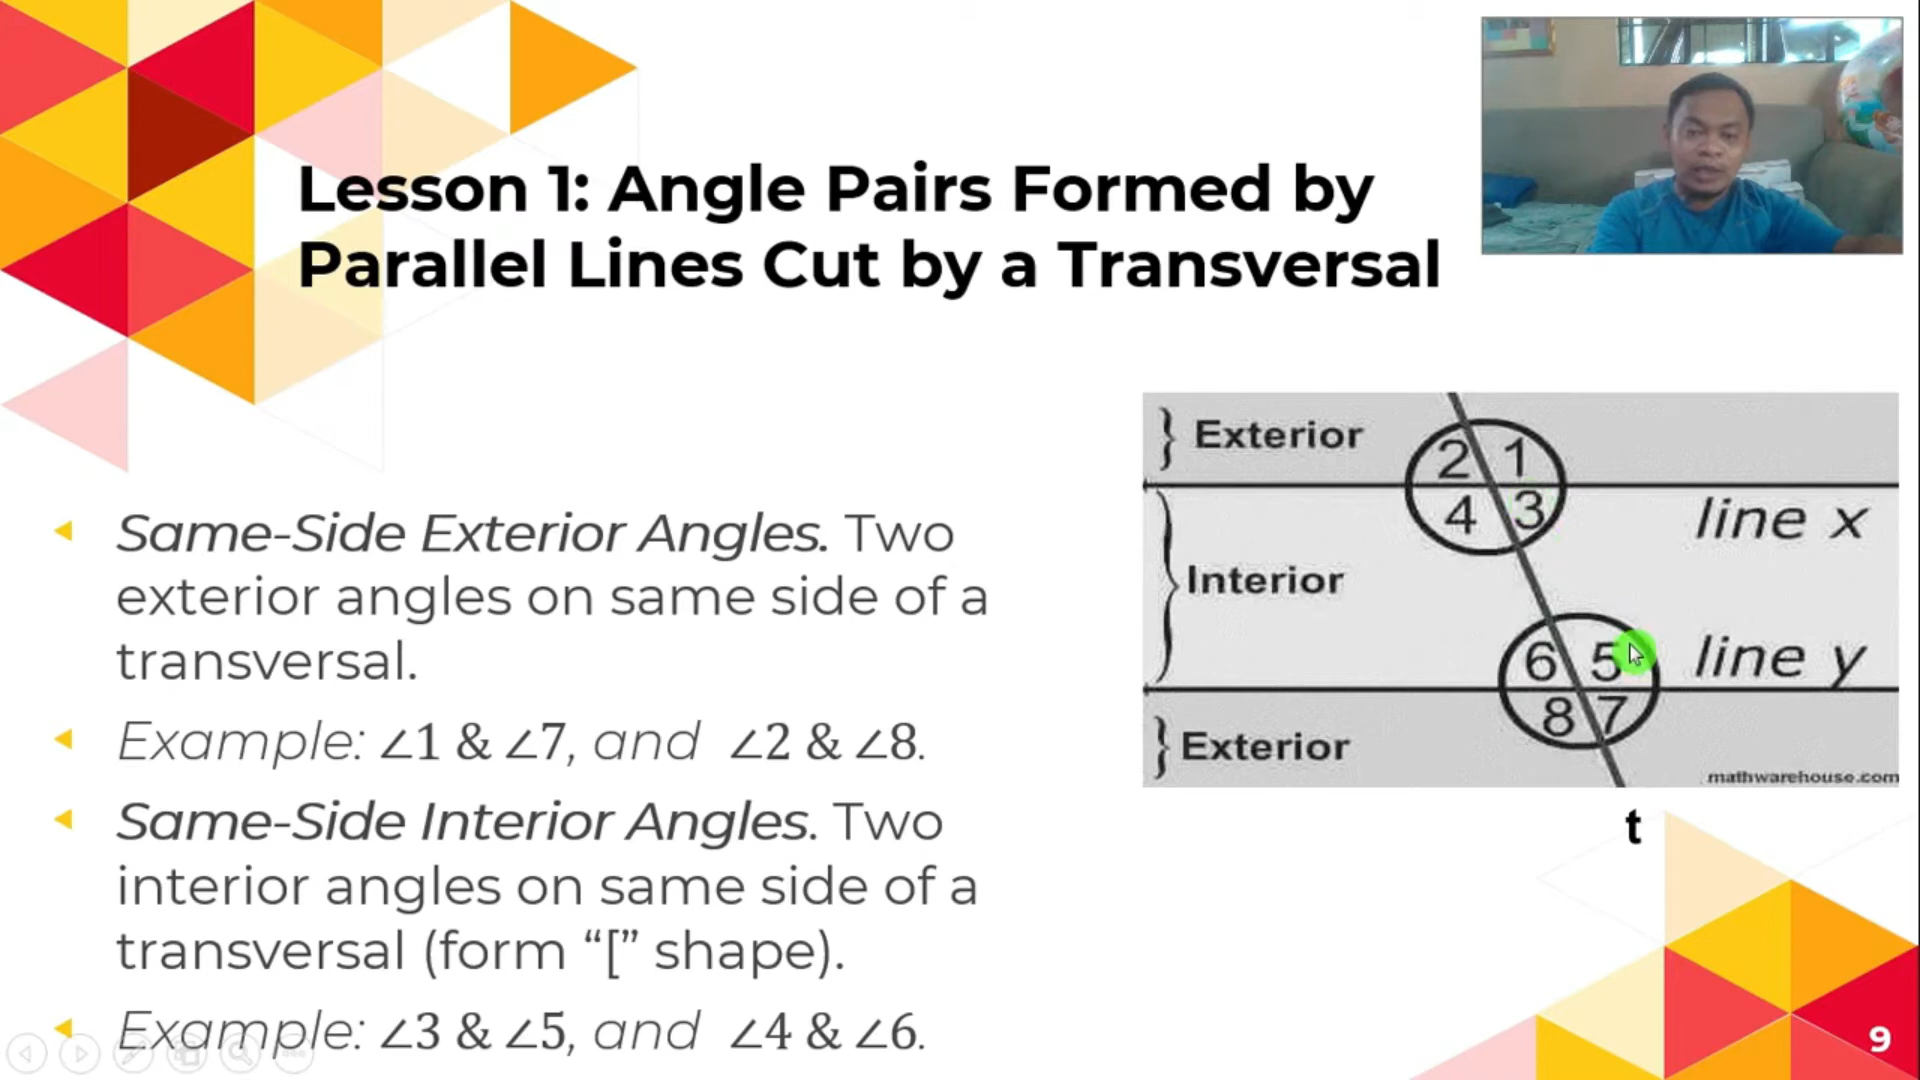 Lesson 1: Angle Pairs Formed by
Parallel Lines Cut by a Transversal
Same-Side Exterior Angles. Two
exterior angles on same side of a
transversal.
Example: ∠1 & ∠7, and ∠2 & ∠8.
Same-Side Interior Angles. Two
interior angles on same side of a
transversal (form “[” shape).
Example: ∠3 & ∠5, and ∠4 & ∠6.
Exterior
2 1
4 3
line x
Interior
6 5
line y
8 7
Exterior
mathwarehouse.com
t
9